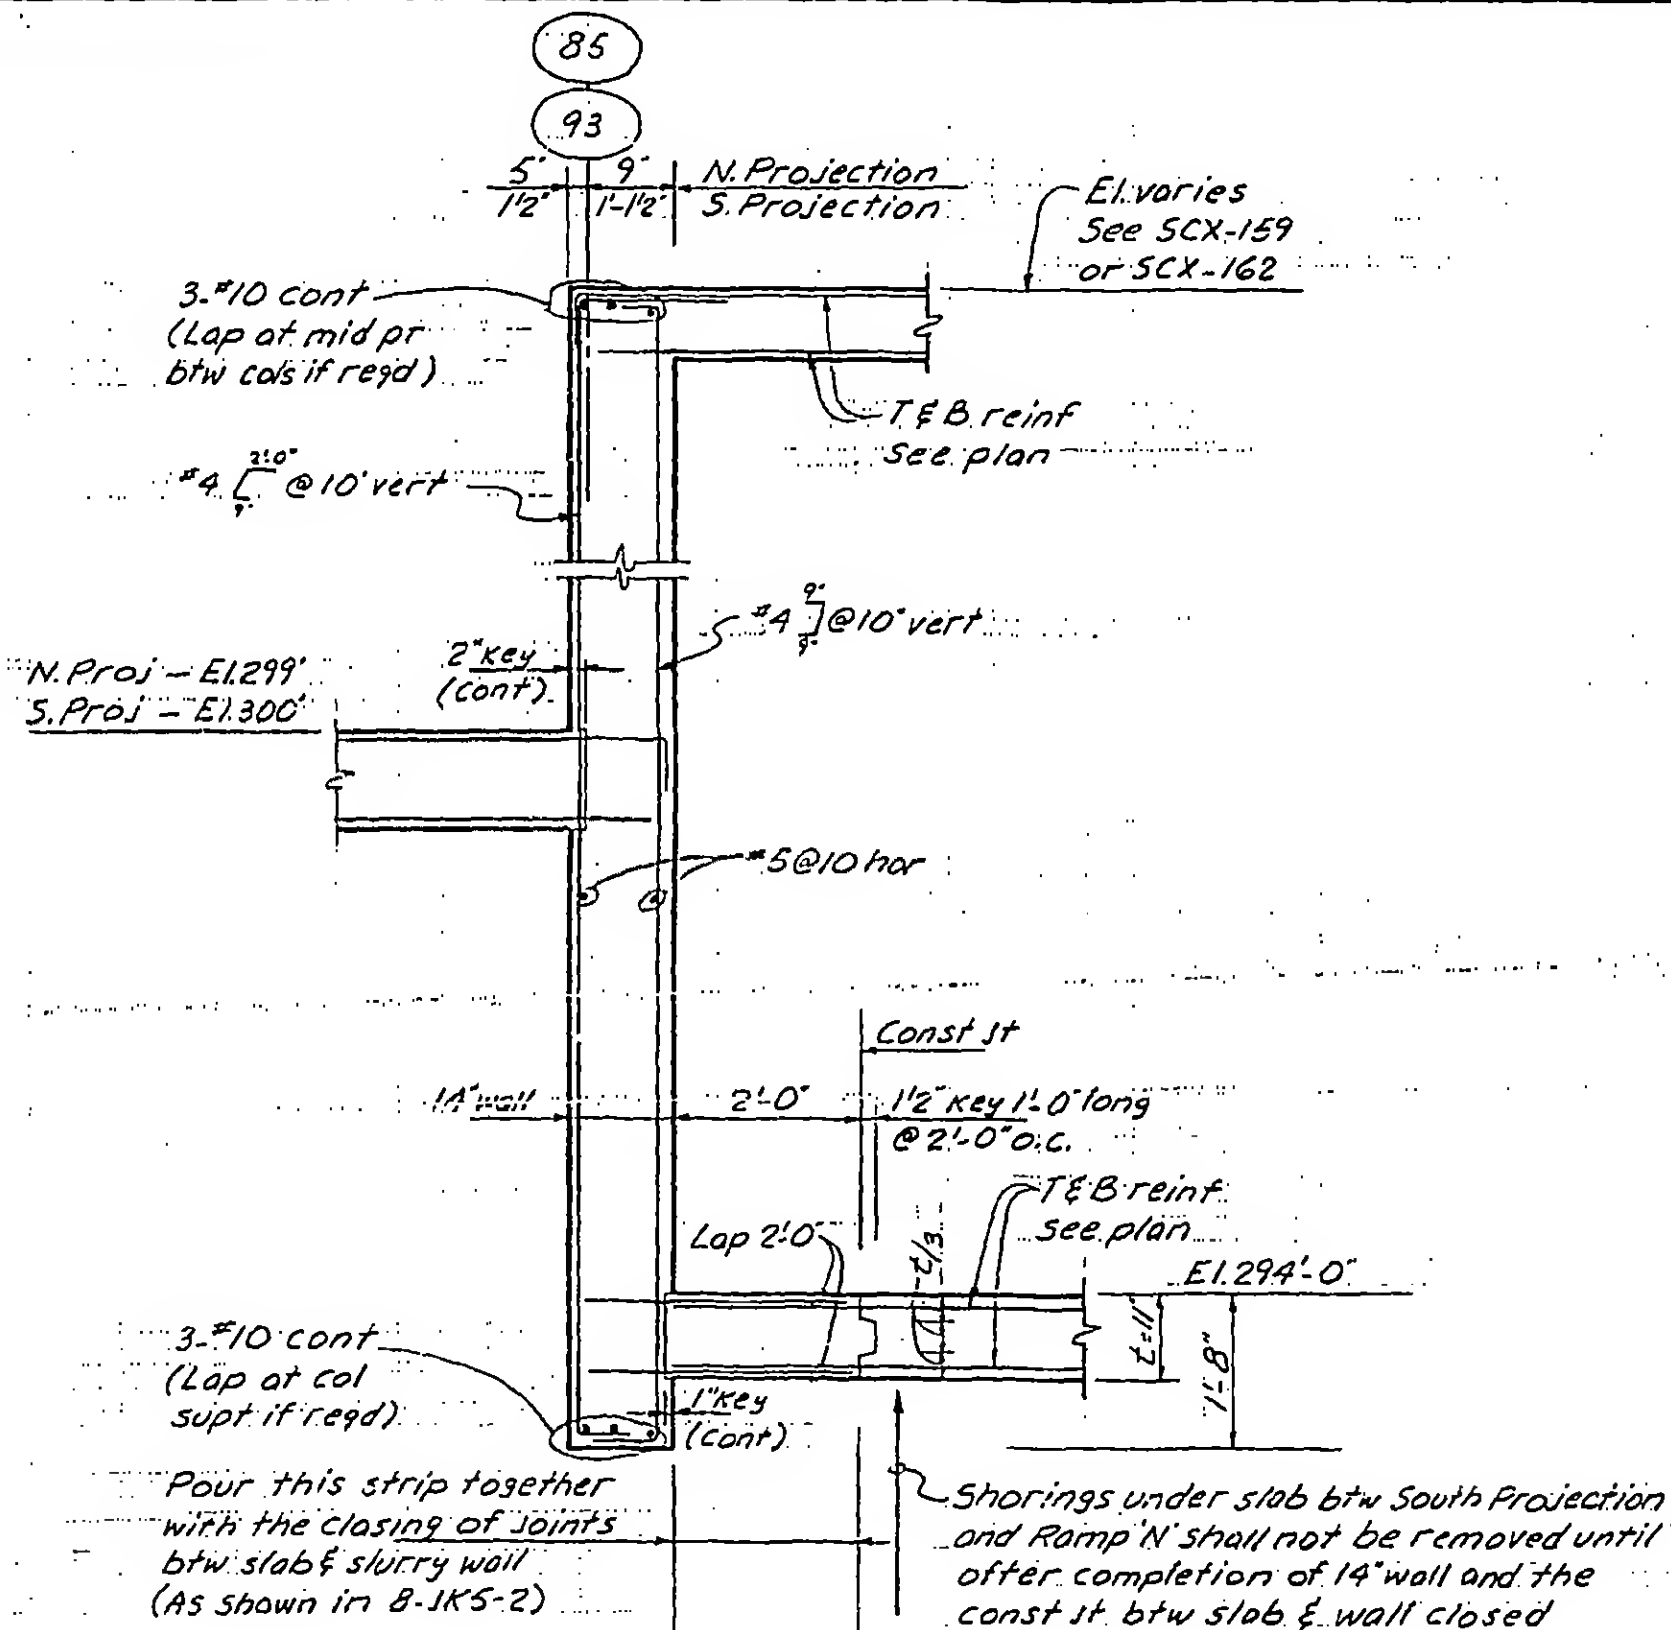 85
93
5" 9" N. Projection
1'2" 1'-1'2" S. Projection
El. varies
See SCX-159
or SCX-162
3-#10 cont
(Lap at mid pt
btw cols if reqd)
T & B reinf
See plan
2'-0"
#4 @ 10" vert
9"
9"
#4 @ 10" vert
9"
2" key
(cont)
N. Proj - El. 299'
S. Proj - El. 300'
#5 @ 10 hor
Const Jt
14" wall
2'-0"
1'2" key 1'-0" long
@ 2'-0" o.c.
T & B reinf
see plan
Lap 2'-0"
t/3
El. 294'-0"
t=11"
1'-8"
3-#10 cont
(Lap at col
supt if reqd)
1" key
(cont)
Pour this strip together
with the closing of joints
btw slab & slurry wall
(As shown in B-JKS-2)
Shorings under slab btw South Projection
and Ramp 'N' shall not be removed until
after completion of 14" wall and the
const Jt. btw slab & wall closed